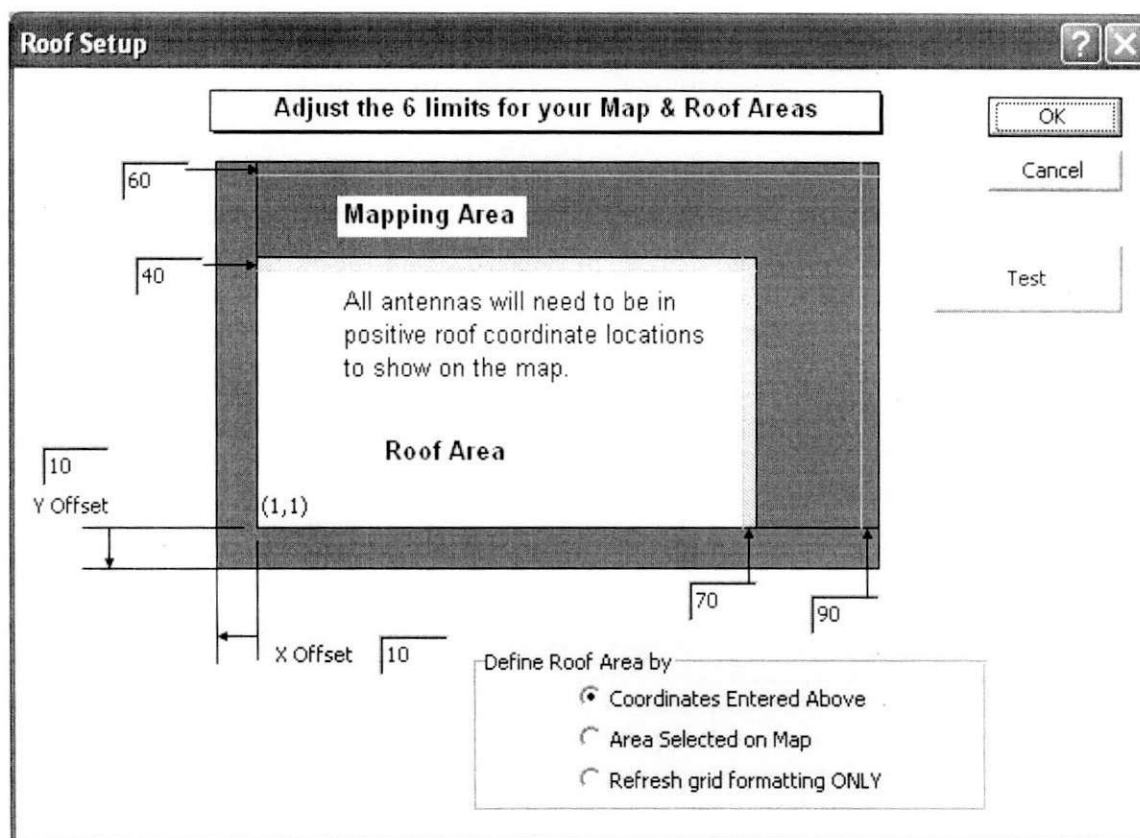 Roof Setup
Adjust the 6 limits for your Map & Roof Areas
OK
60
Cancel
Mapping Area
40
Test
All antennas will need to be in
positive roof coordinate locations
to show on the map.
Roof Area
10
Y Offset
(1,1)
70
90
X Offset 10
Define Roof Area by
Coordinates Entered Above
Area Selected on Map
Refresh grid formatting ONLY